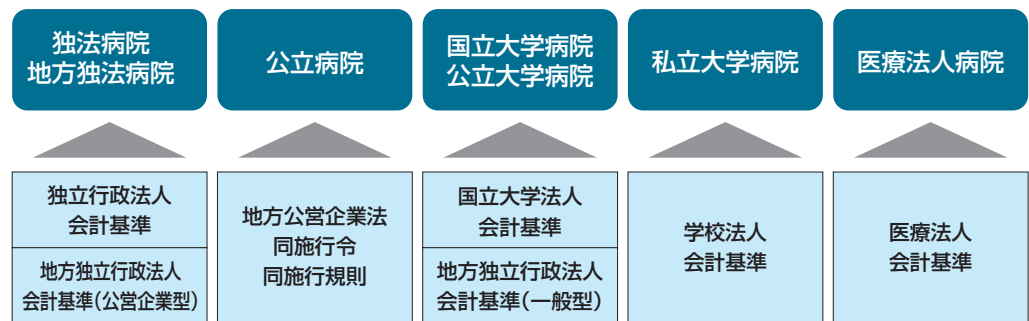 独法病院
地方独法病院
公立病院
国立大学病院
公立大学病院
私立大学病院
医療法人病院
独立行政法人
会計基準
地方独立行政法人
会計基準(公営企業型)
地方公営企業法
同施行令
同施行規則
国立大学法人
会計基準
地方独立行政法人
会計基準(一般型)
学校法人
会計基準
医療法人
会計基準